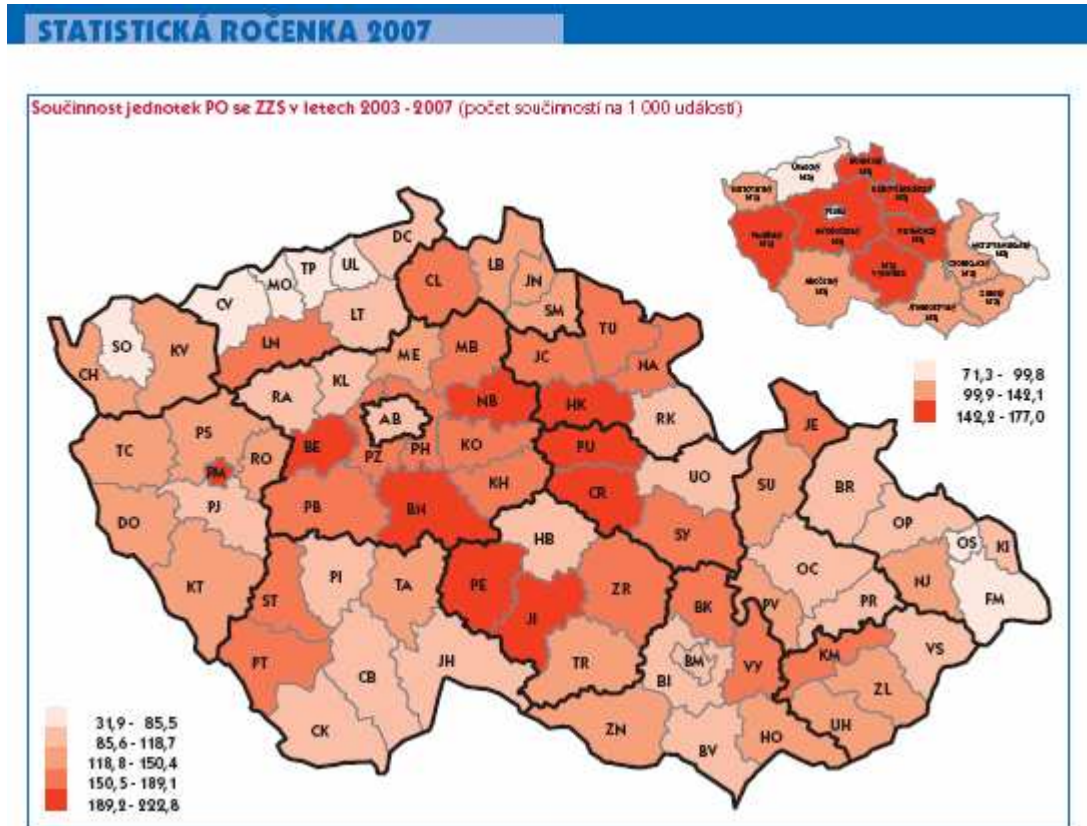 STATISTICKÁ ROČENKA 2007
Součinnost jednotek PO se ZZS v letech 2003 - 2007 (počet součinností na 1 000 událostí)
DC
TP
UL
MO
CV
LT
LN
SO
KV
CH
CL
LB
JN
SM
TU
NA
JC
MB
ME
KL
RA
AB
NB
HK
RK
BE
PZ
PH
KO
KH
PU
CR
UO
TC
PS
PM
RO
PJ
DO
KT
PB
BN
HB
SY
JE
SU
BR
OP
OS
KI
NJ
FM
OC
PR
PV
PI
TA
ST
PT
PE
JI
ZR
TR
BK
BM
BI
VY
KM
VS
ZL
UH
HO
BV
ZN
JH
CB
CK
71,3 - 99,8
99,9 - 142,1
142,2 - 177,0
31,9 - 85,5
85,6 - 118,7
118,8 - 150,4
150,5 - 189,1
189,2 - 222,8